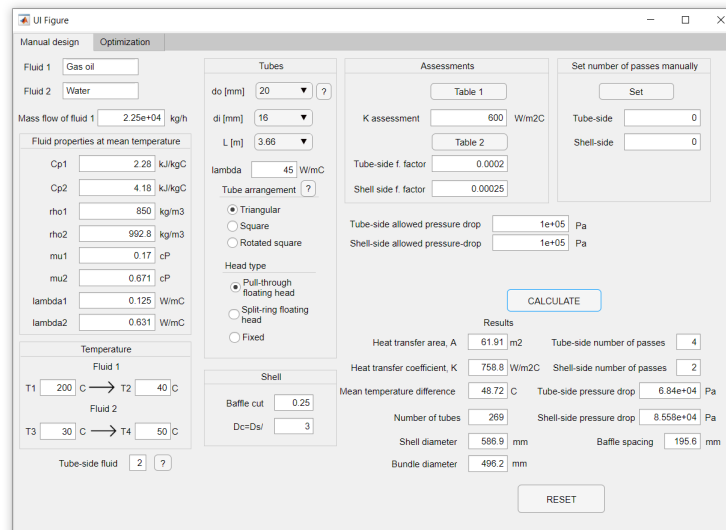 UI Figure
Manual design
Optimization
Fluid 1 Gas oil
Fluid 2 Water
Mass flow of fluid 1 2.25e+04 kg/h
Fluid properties at mean temperature
Cp1 2.28 kJ/kgC
Cp2 4.18 kJ/kgC
rho1 850 kg/m3
rho2 992.8 kg/m3
mu1 0.17 cP
mu2 0.671 cP
lambda1 0.125 W/mC
lambda2 0.631 W/mC
Temperature
Fluid 1
T1 200 C T2 40 C
Fluid 2
T3 30 C T4 50 C
Tube-side fluid 2 ?
Tubes
do [mm] 20 ?
di [mm] 16
L [m] 3.66
lambda 45 W/mC
Tube arrangement ?
Triangular
Square
Rotated square
Head type
Pull-through
floating head
Split-ring floating
head
Fixed
Shell
Baffle cut 0.25
Dc=Ds/ 3
Assessments
Table 1
K assessment 600 W/m2C
Table 2
Tube-side f. factor 0.0002
Shell side f. factor 0.00025
Set number of passes manually
Set
Tube-side 0
Shell-side 0
Tube-side allowed pressure drop 1e+05 Pa
Shell-side allowed pressure-drop 1e+05 Pa
CALCULATE
Results
Heat transfer area, A 61.91 m2 Tube-side number of passes 4
Heat transfer coefficient, K 758.8 W/m2C Shell-side number of passes 2
Mean temperature difference 48.72 C Tube-side pressure drop 6.84e+04 Pa
Number of tubes 269 Shell-side pressure drop 8.558e+04 Pa
Shell diameter 586.9 mm Baffle spacing 195.6 mm
Bundle diameter 496.2 mm
RESET